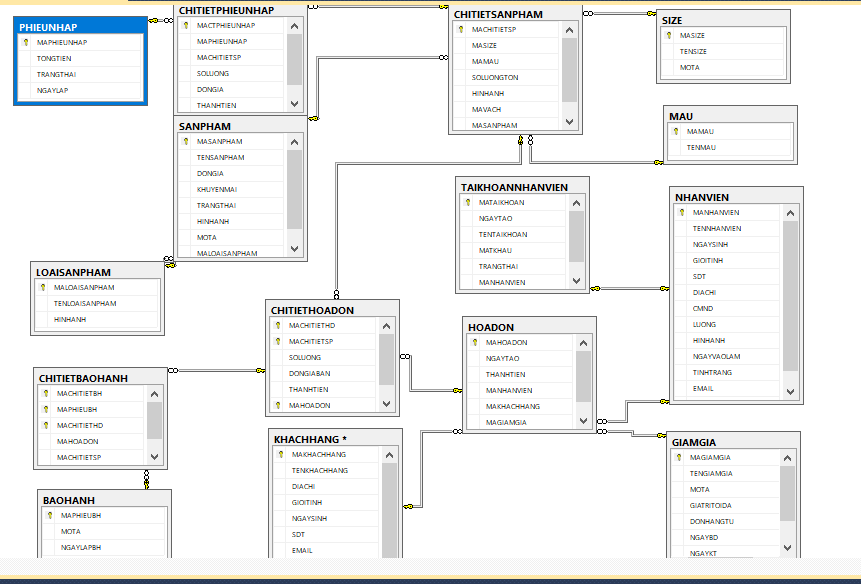 PHIEUNHAP
MAPHIEUNHAP
TONGTIEN
TRANGTHAI
NGAYLAP
CHITIETPHIEUNHAP
MACTPHIEUNHAP
MAPHIEUNHAP
MACHITIETSP
SOLUONG
DONGIA
THANHTIEN
CHITIETSANPHAM
MACHITIETSP
MASIZE
MAMAU
SOLUONGTON
HINHANH
MAVACH
MASANPHAM
SIZE
MASIZE
TENSIZE
MOTA
MAU
MAMAU
TENMAU
SANPHAM
MASANPHAM
TENSANPHAM
DONGIA
KHUYENMAI
TRANGTHAI
HINHANH
MOTA
MALOAISANPHAM
TAIKHOANNHANVIEN
MATAIKHOAN
NGAYTAO
TENTAIKHOAN
MATKHAU
TRANGTHAI
MANHANVIEN
NHANVIEN
MANHANVIEN
TENNHANVIEN
NGAYSINH
GIOITINH
SDT
DIACHI
CMND
LUONG
HINHANH
NGAYVAOLAM
TINHTRANG
EMAIL
LOAISANPHAM
MALOAISANPHAM
TENLOAISANPHAM
HINHANH
CHITIETHOADON
MACHITIETHD
MACHITIETSP
SOLUONG
DONGIABAN
THANHTIEN
MAHOADON
HOADON
MAHOADON
NGAYTAO
THANHTIEN
MANHANVIEN
MAKHACHHANG
MAGIAMGIA
CHITIETBAOHANH
MACHITIETBH
MAPHIEUBH
MACHITIETHD
MAHOADON
MACHITIETSP
KHACHHANG *
MAKHACHHANG
TENKHACHHANG
DIACHI
GIOITINH
NGAYSINH
SDT
EMAIL
GIAMGIA
MAGIAMGIA
TENGIAMGIA
MOTA
GIATRITOIDA
DONHANGTU
NGAYBD
NGAYKT
BAOHANH
MAPHIEUBH
MOTA
NGAYLAPBH